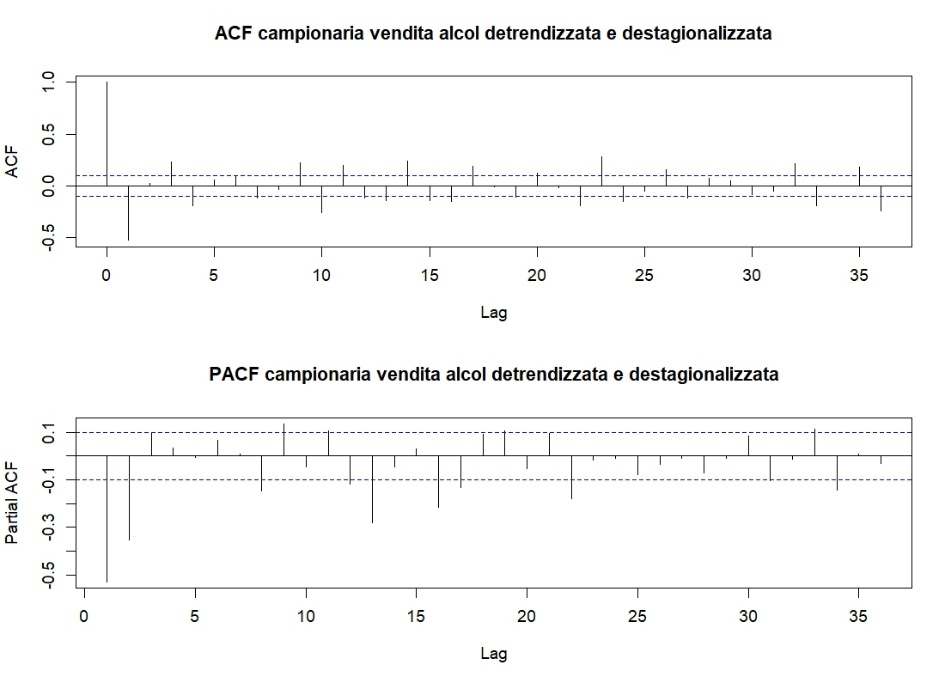 ACF campionaria vendita alcol detrendizzata e destagionalizzata
ACF
1.0
0.5
0.0
-0.5
0 5 10 15 20 25 30 35
Lag
PACF campionaria vendita alcol detrendizzata e destagionalizzata
Partial ACF
0.1
-0.1
-0.3
-0.5
0 5 10 15 20 25 30 35
Lag